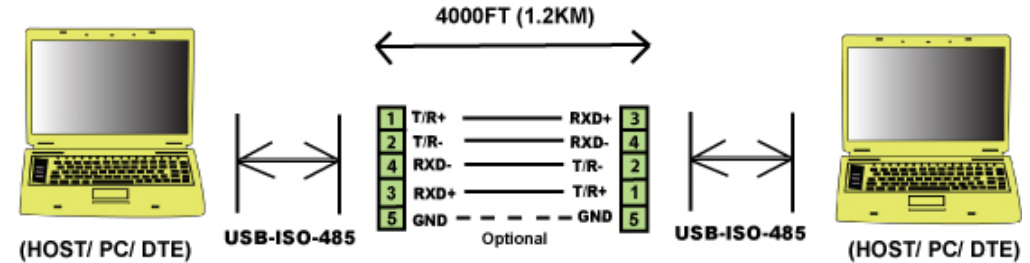 4000FT (1.2KM)
1 T/R+ RXD+ 3
2 T/R- RXD- 4
4 RXD- T/R- 2
3 RXD+ T/R+ 1
5 GND GND 5
Optional
USB-ISO-485
USB-ISO-485
(HOST/ PC/ DTE)
(HOST/ PC/ DTE)